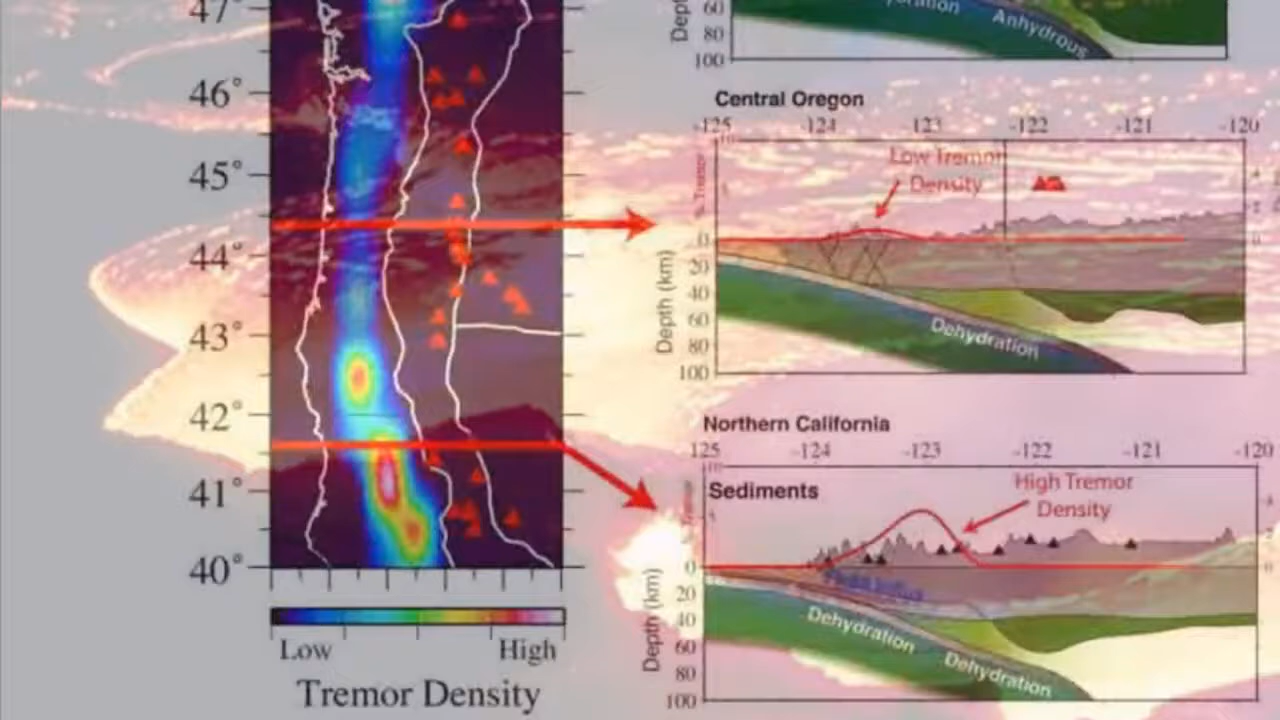 47°
46°
45°
44°
43°
42°
41°
40°
Low High
Tremor Density
60
80
100
Anhydrous
Central Oregon
-125 -124 -123 -122 -121 -120
Low Tremor
Density
% Tremor
0
20
40
60
80
100
Depth (km)
Dehydration
Northern California
125 -124 -123 -122 -121 -120
Sediments
High Tremor
Density
Tremor
0
20
40
60
80
100
Depth (km)
Dehydration
Dehydration